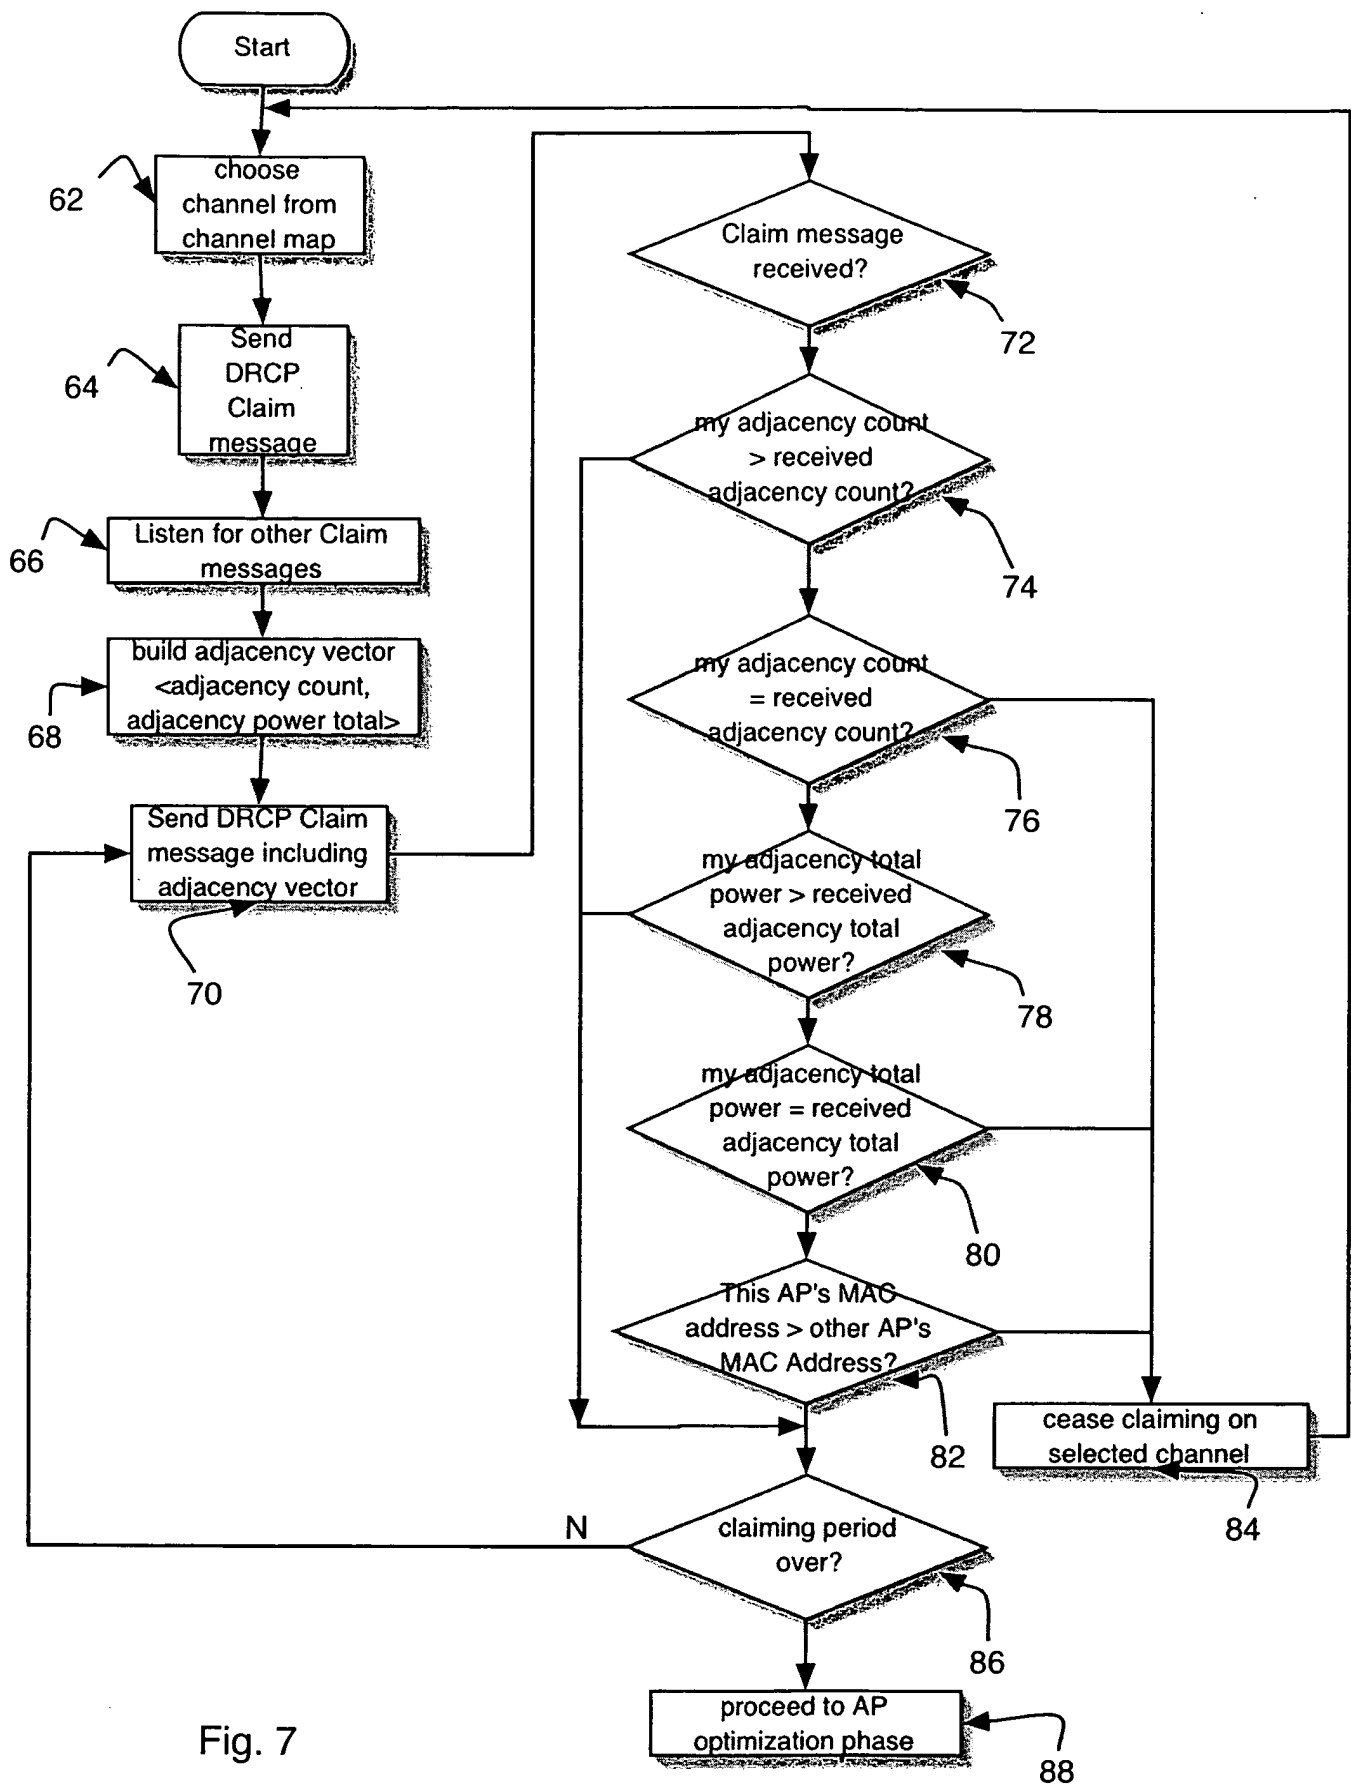 Start
62
choose
channel from
channel map
64
Send
DRCP
Claim
message
66
Listen for other Claim
messages
68
build adjacency vector
<adjacency count,
adjacency power total>
Send DRCP Claim
message including
adjacency vector
70
Claim message
received?
72
my adjacency count
> received
adjacency count?
74
my adjacency count
= received
adjacency count?
76
my adjacency total
power > received
adjacency total
power?
78
my adjacency total
power = received
adjacency total
power?
80
This AP's MAC
address > other AP's
MAC Address?
82
cease claiming on
selected channel
84
N
claiming period
over?
86
proceed to AP
optimization phase
88
Fig. 7